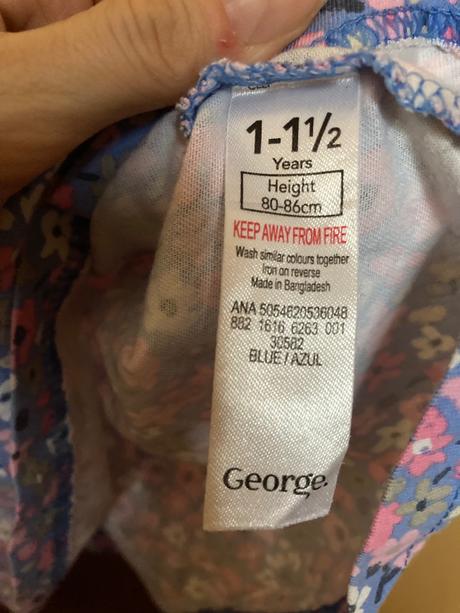 1-1½
Years
Height
80-86cm
KEEP AWAY FROM FIRE
Wash similar colours together
Iron on reverse
Made in Bangladesh
ANA 5054620536048
882 1616 6263 001
30582
BLUE / AZUL
George.